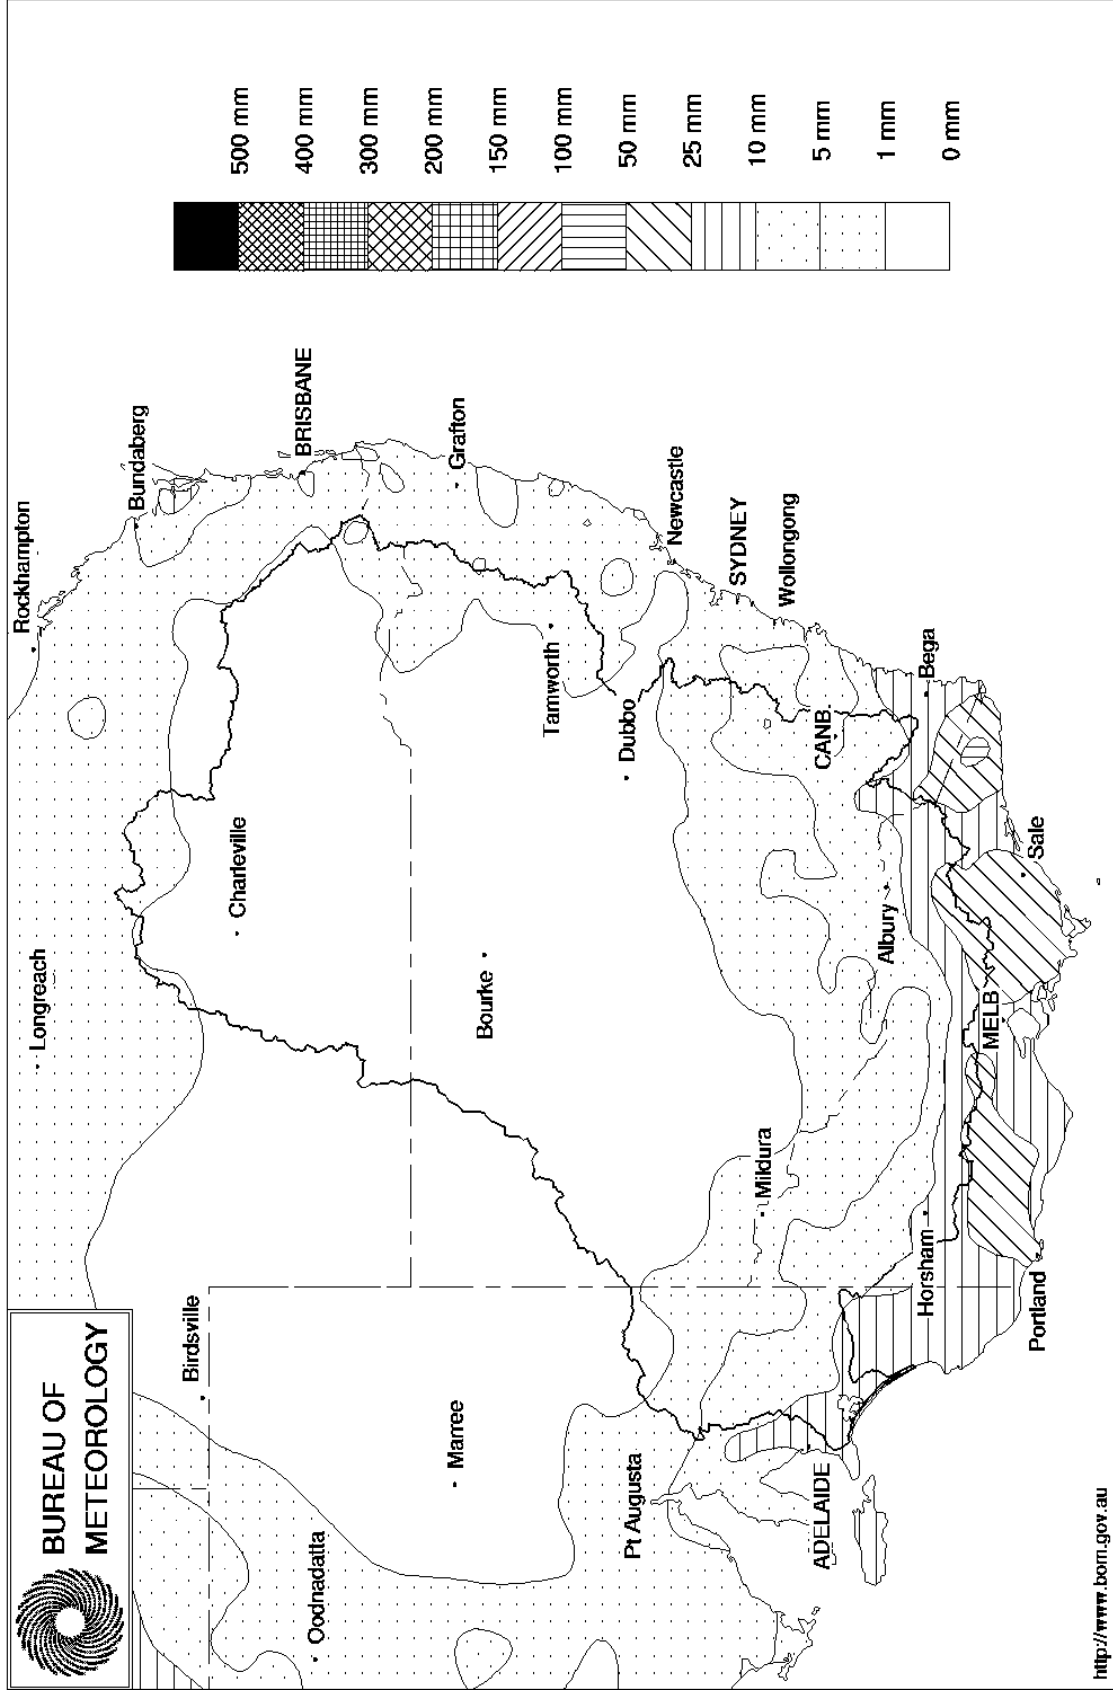 BUREAU OF
METEOROLOGY
Rockhampton
Longreach
Bundaberg
Birdsville
Charleville
BRISBANE
Oodnadatta
Marree
Bourke
Grafton
Tamworth
Pt Augusta
Dubbo
Newcastle
SYDNEY
Mildura
Wollongong
ADELAIDE
CANB.
Albury
Horsham
Bega
MELB
Portland
Sale
500 mm
400 mm
300 mm
200 mm
150 mm
100 mm
50 mm
25 mm
10 mm
5 mm
1 mm
0 mm
http://www.bom.gov.au